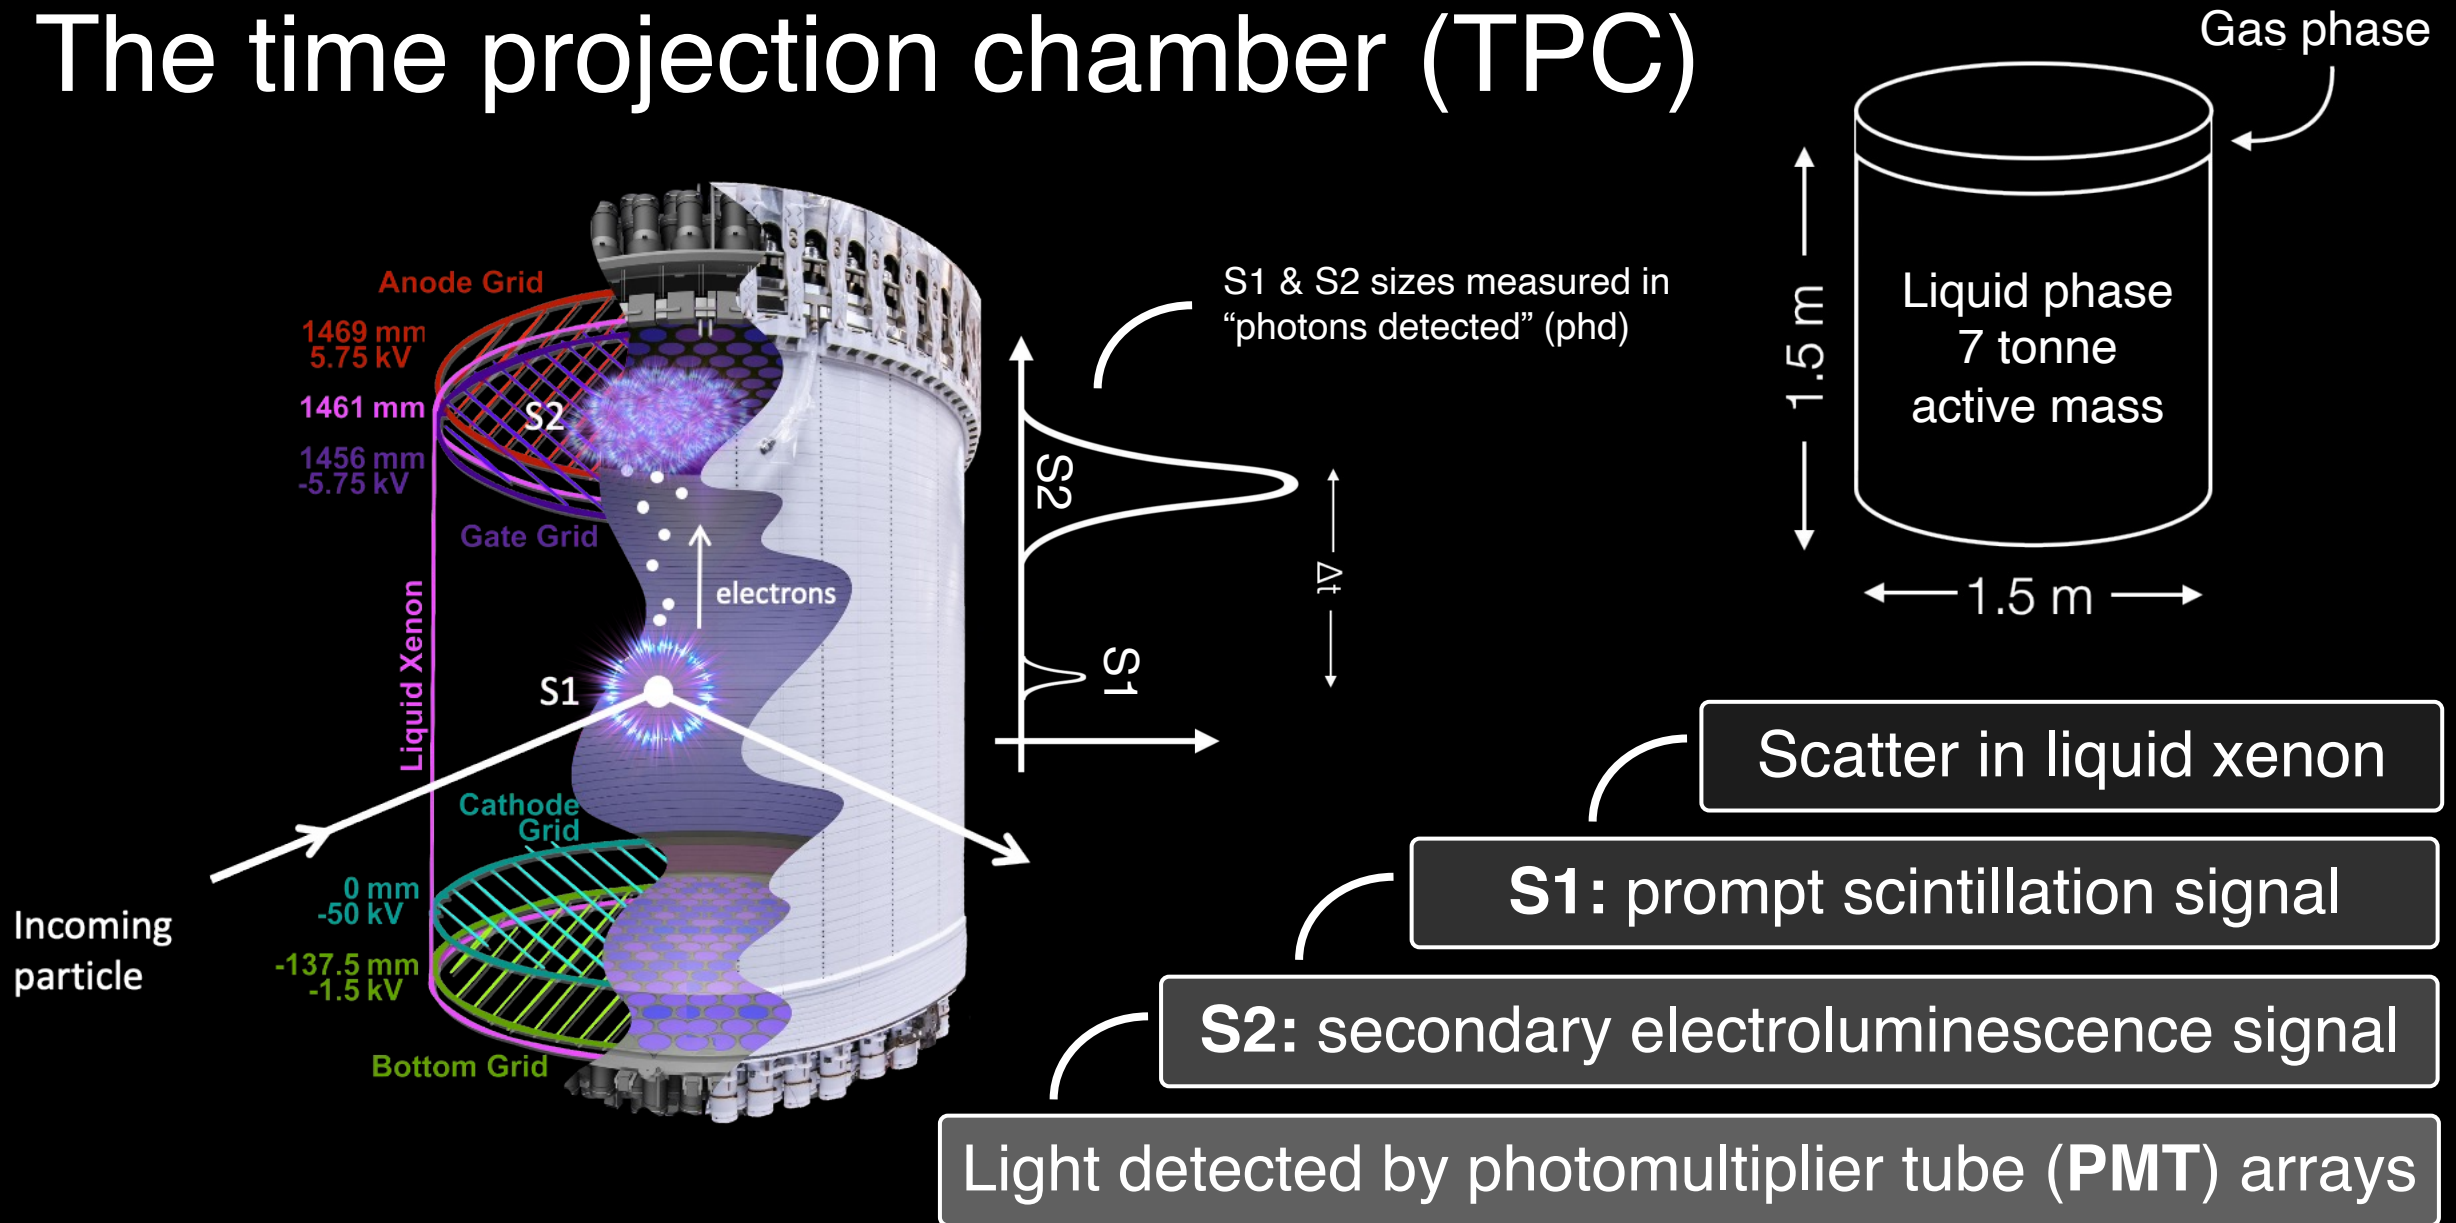 The time projection chamber (TPC)
Gas phase
Anode Grid
1469 mm
5.75 kV
1461 mm
1456 mm
-5.75 kV
Gate Grid
Liquid Xenon
S2
electrons
S1
Cathode
Grid
0 mm
-50 kV
-137.5 mm
-1.5 kV
Bottom Grid
Incoming
particle
S1 & S2 sizes measured in
“photons detected” (phd)
S2
Δt
S1
1.5 m
Liquid phase
7 tonne
active mass
1.5 m
Scatter in liquid xenon
S1: prompt scintillation signal
S2: secondary electroluminescence signal
Light detected by photomultiplier tube (PMT) arrays